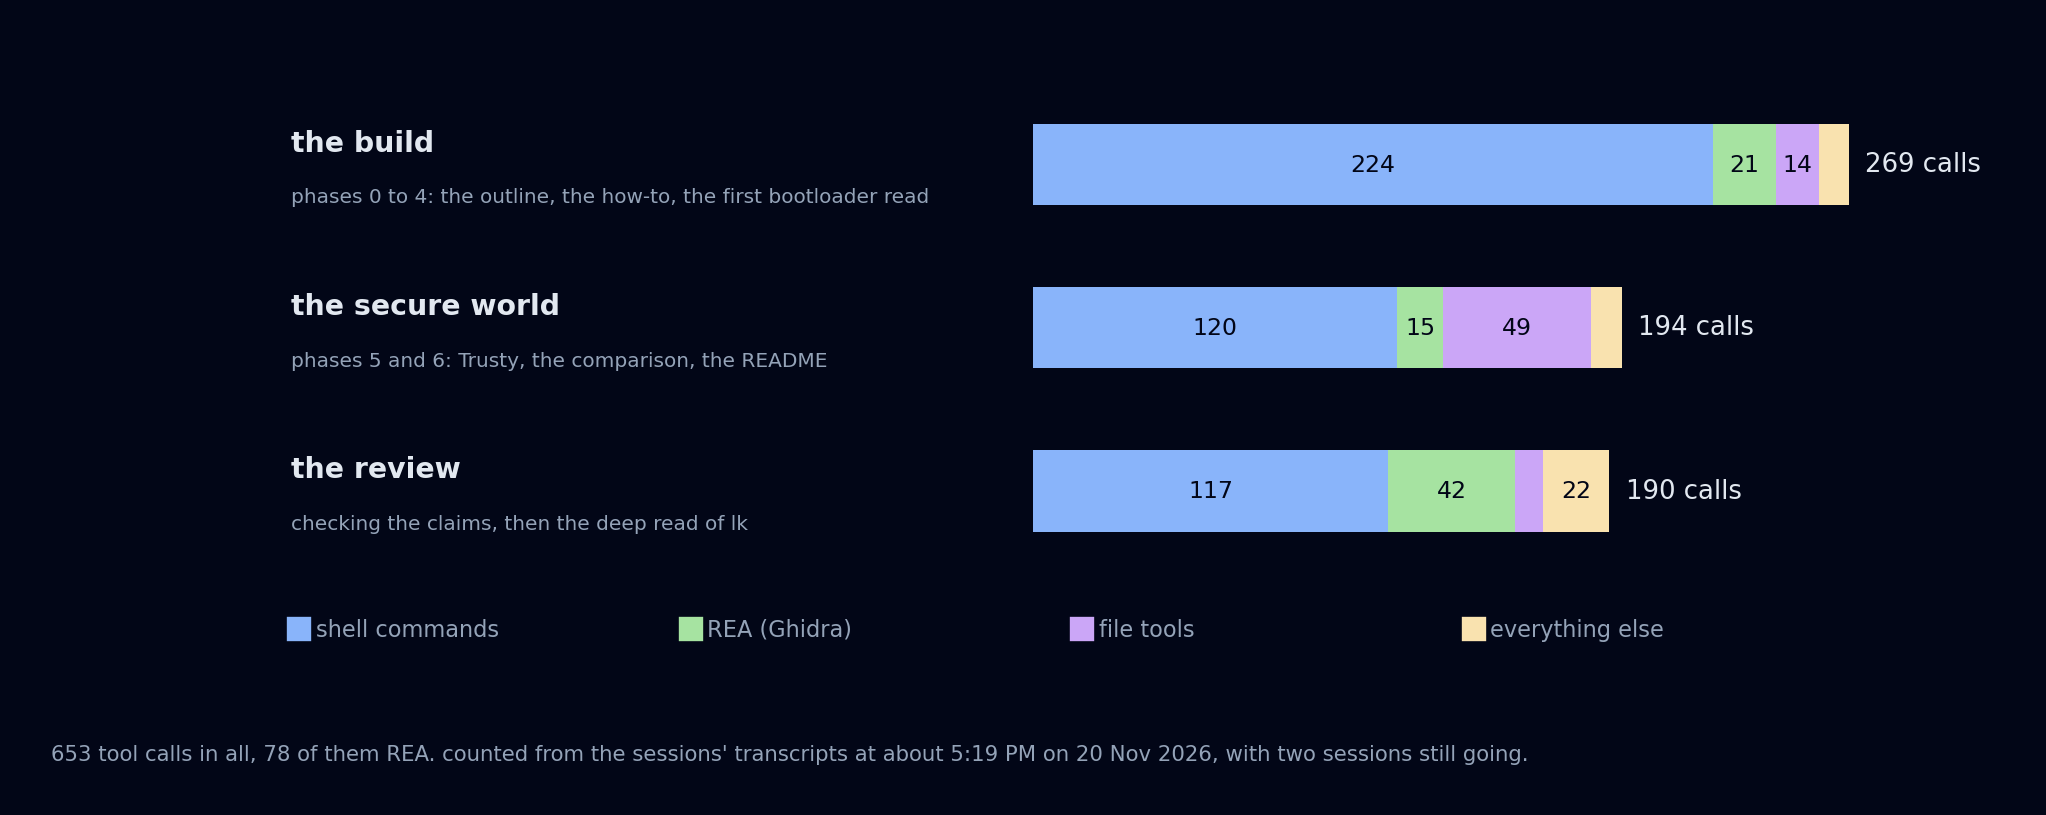 the build
phases 0 to 4: the outline, the how-to, the first bootloader read
224 21 14 269 calls
the secure world
phases 5 and 6: Trusty, the comparison, the README
120 15 49 194 calls
the review
checking the claims, then the deep read of lk
117 42 22 190 calls
shell commands REA (Ghidra) file tools everything else
653 tool calls in all, 78 of them REA. counted from the sessions' transcripts at about 5:19 PM on 20 Nov 2026, with two sessions still going.